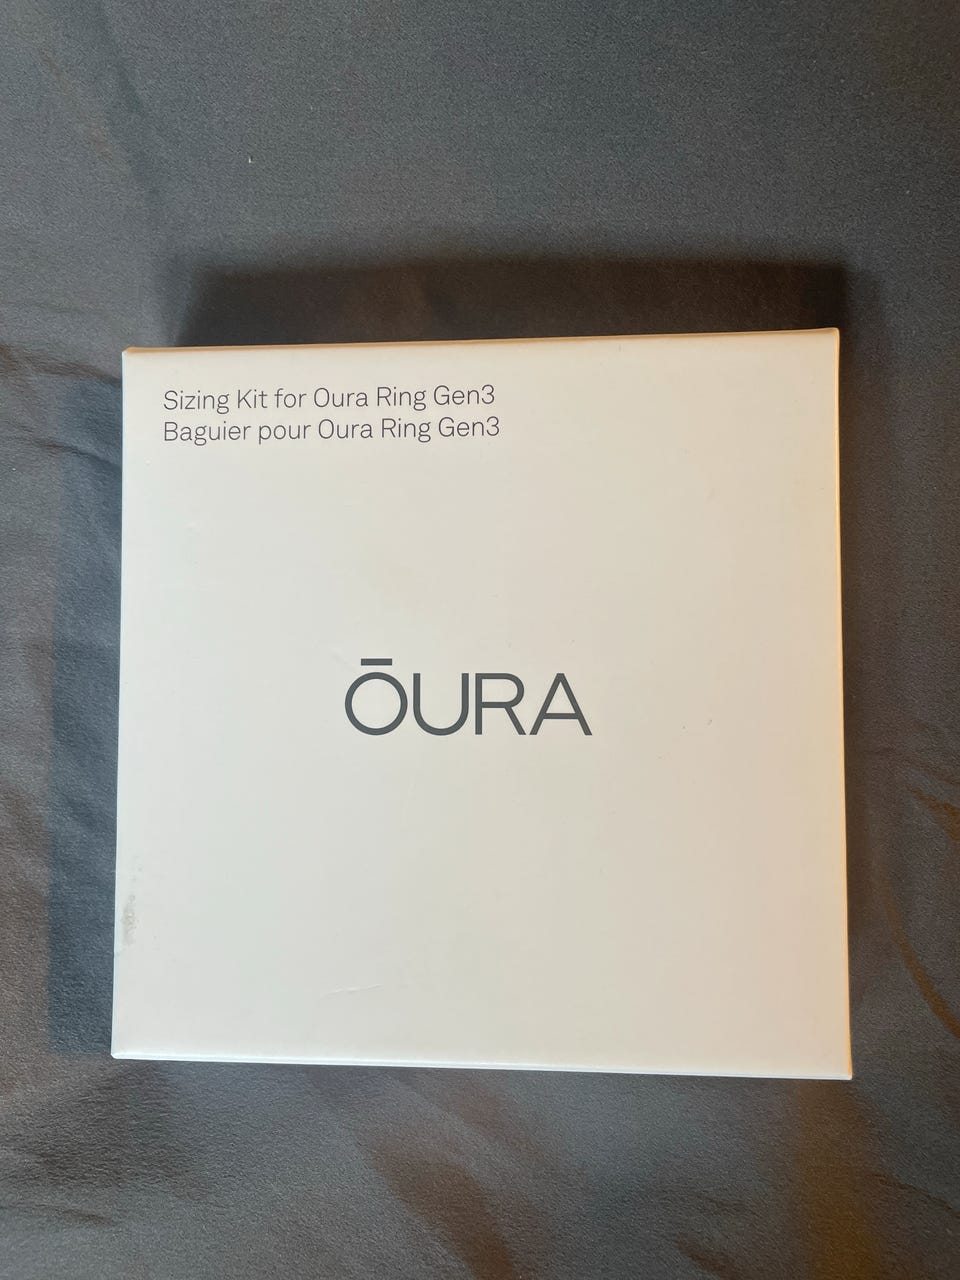 Sizing Kit for Oura Ring Gen3
Baguier pour Oura Ring Gen3
ŌURA